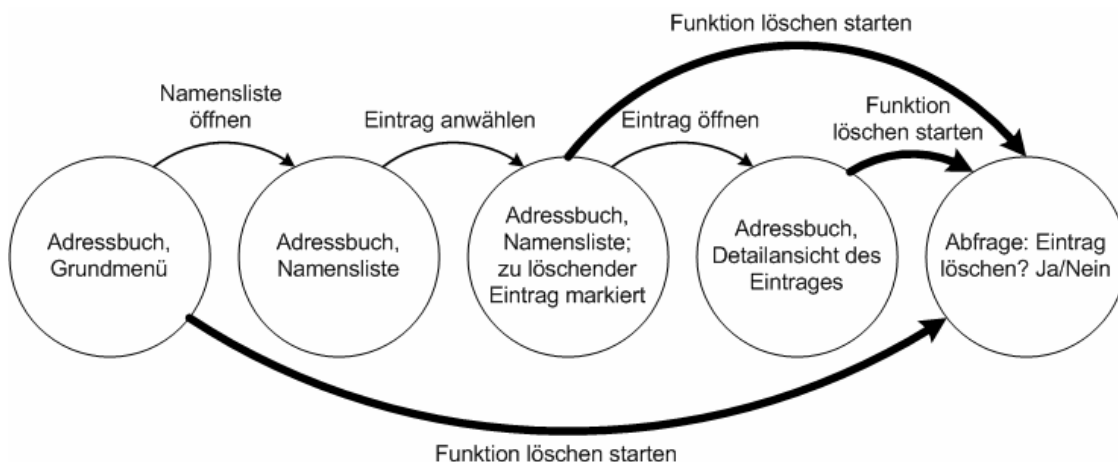 Funktion löschen starten
Namensliste
öffnen
Eintrag anwählen
Eintrag öffnen
Funktion
löschen starten
Adressbuch,
Grundmenü
Adressbuch,
Namensliste
Adressbuch,
Namensliste;
zu löschender
Eintrag markiert
Adressbuch,
Detailansicht des
Eintrages
Abfrage: Eintrag
löschen? Ja/Nein
Funktion löschen starten